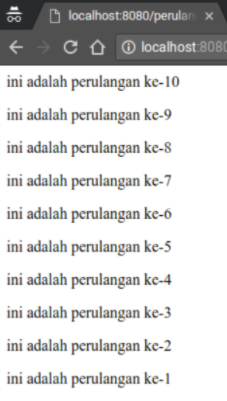 localhost:8080/perulan
localhost:8080
ini adalah perulangan ke-10
ini adalah perulangan ke-9
ini adalah perulangan ke-8
ini adalah perulangan ke-7
ini adalah perulangan ke-6
ini adalah perulangan ke-5
ini adalah perulangan ke-4
ini adalah perulangan ke-3
ini adalah perulangan ke-2
ini adalah perulangan ke-1